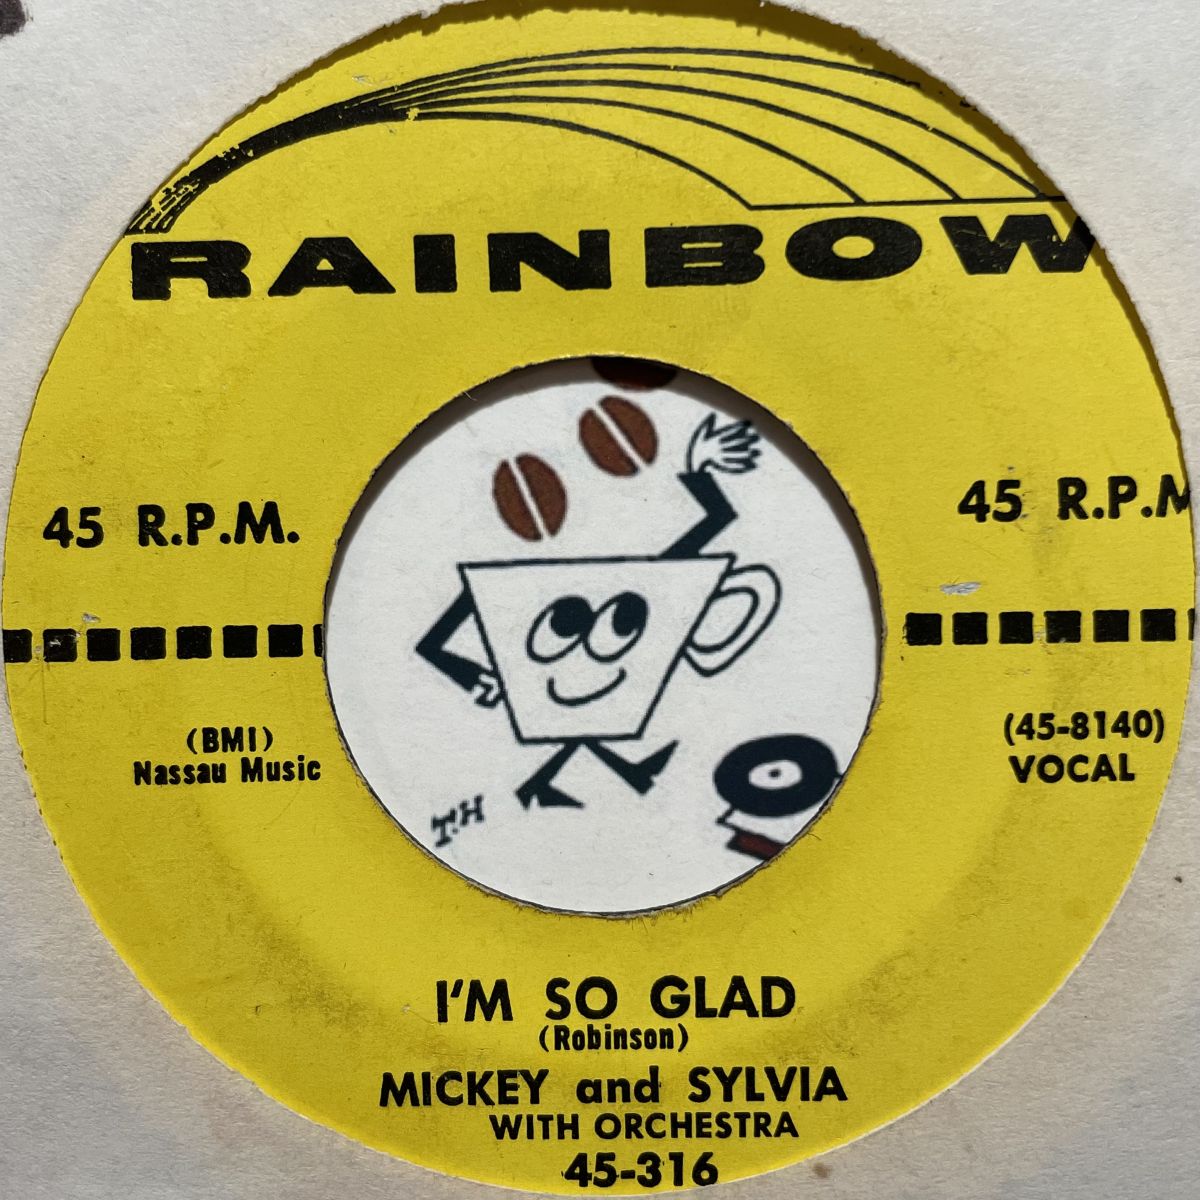 RAINBOW
45 R.P.M.
45 R.P.M
(BMI)
Nassau Music
(45-8140)
VOCAL
T.H
I'M SO GLAD
(Robinson)
MICKEY and SYLVIA
WITH ORCHESTRA
45-316